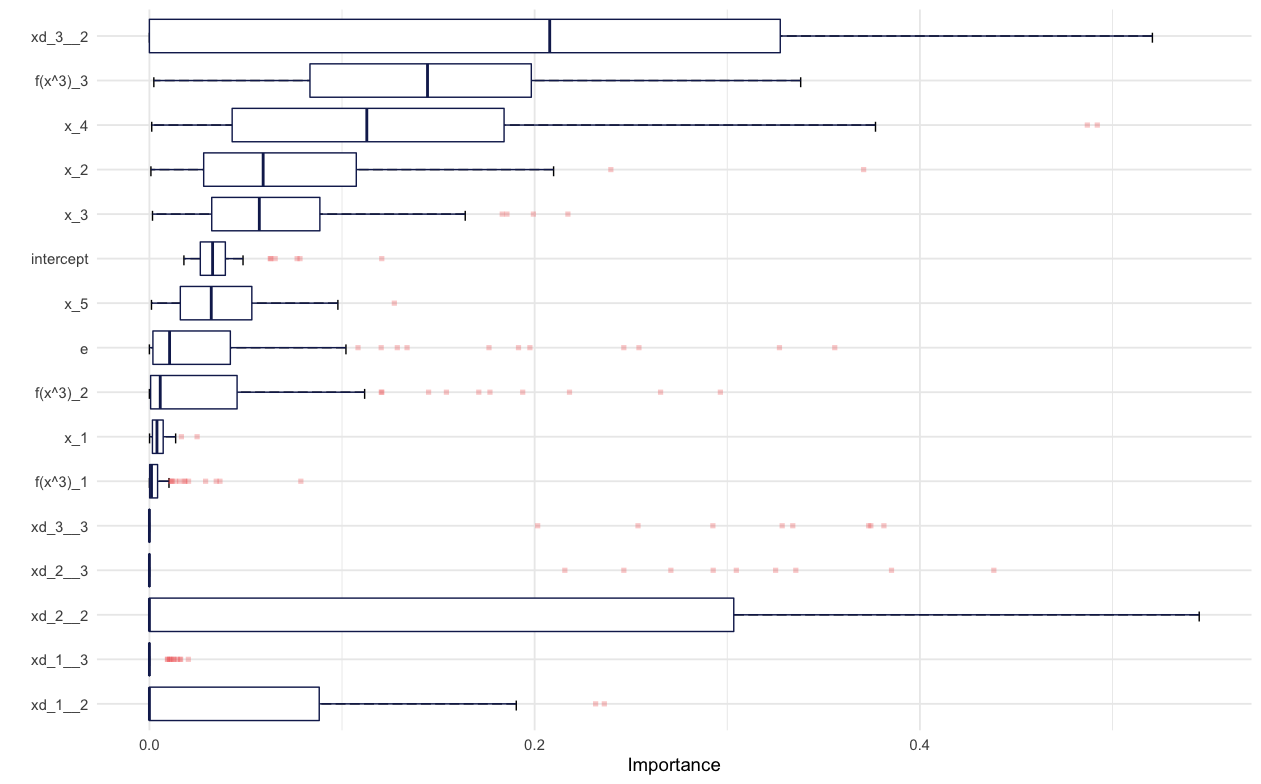 xd_3__2
f(x^3)_3
x_4
x_2
x_3
intercept
x_5
e
f(x^3)_2
x_1
f(x^3)_1
xd_3__3
xd_2__3
xd_2__2
xd_1__3
xd_1__2
0.0 0.2 0.4
Importance